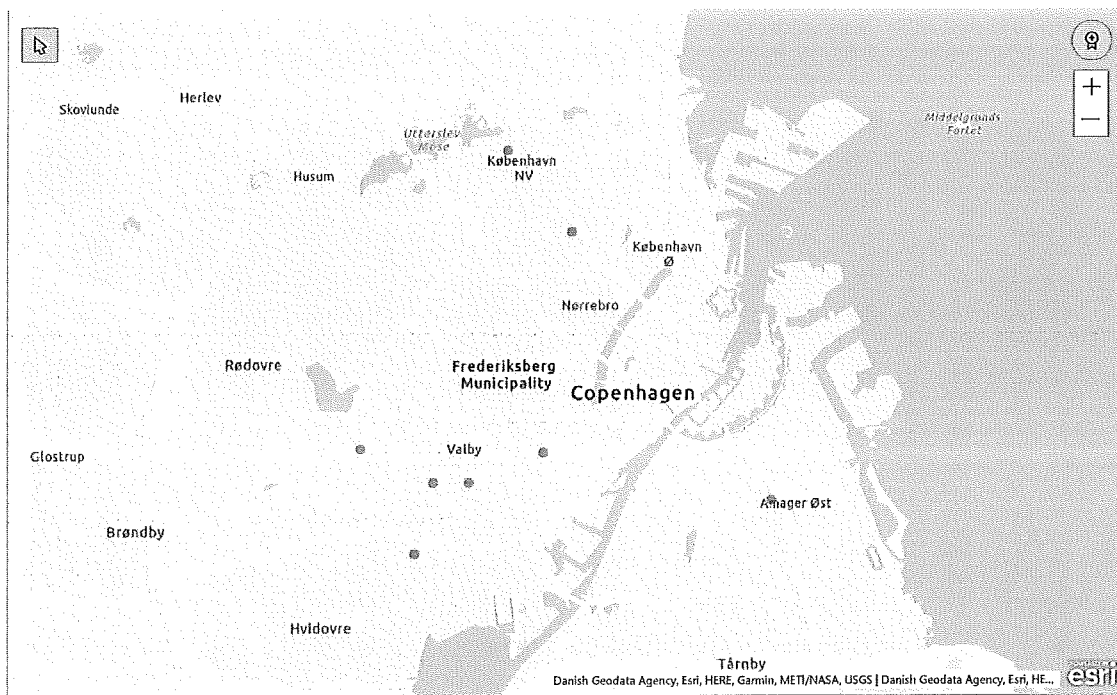 Skovlunde
Herlev
Utterslev
Mose
København
NV
Husum
Middelgrunds
Fortet
+
−
København
Ø
Nørrebro
Rødovre
Frederiksberg
Municipality
Copenhagen
Glostrup
Valby
Amager Øst
Brøndby
Hvidovre
Tårnby
Danish Geodata Agency, Esri, HERE, Garmin, METI/NASA, USGS | Danish Geodata Agency, Esri, HE...
esri